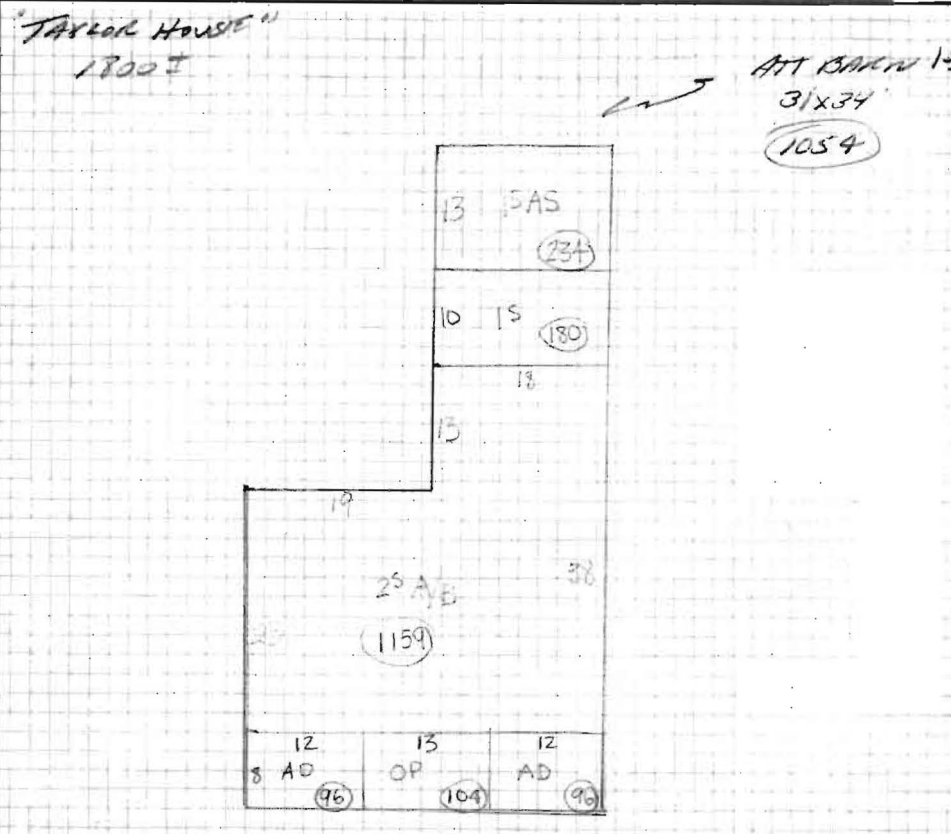 "TAYLOR HOUSE"
1800±
ATT BARN
31x34
1054
13 1SAS
234
10 1S 180
18
13
19
2S A/B 38
1159
12 13 12
8 AD OP AD
96 104 96